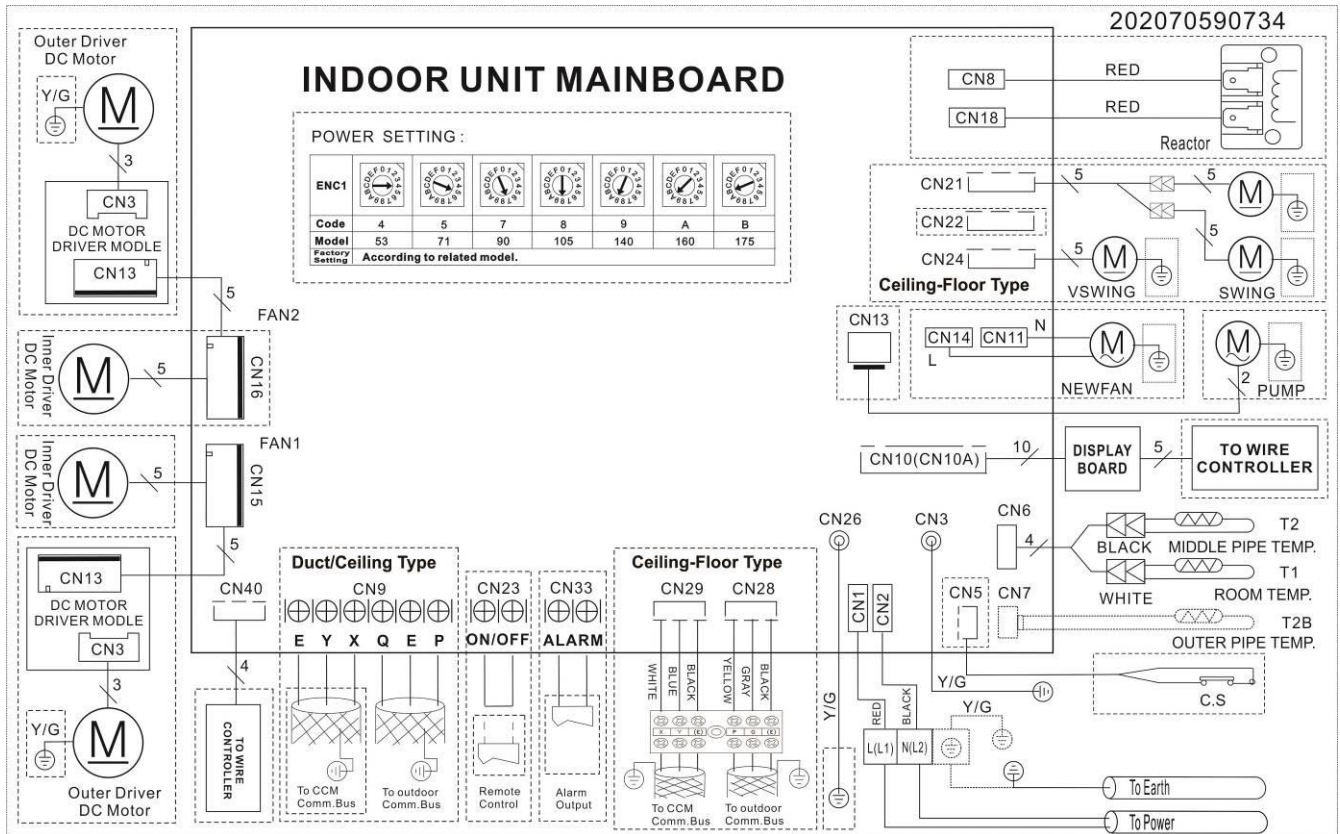 202070590734
INDOOR UNIT MAINBOARD
POWER SETTING :
ENC1
Code 4 5 7 8 9 A B
Model 53 71 90 105 140 160 175
Factory Setting According to related model.
Outer Driver
DC Motor
Y/G
M
3
CN3
DC MOTOR
DRIVER MODLE
CN13
5
FAN2
Inner Driver
DC Motor
M
5
CN16
FAN1
Inner Driver
DC Motor
M
5
CN15
5
CN13
DC MOTOR
DRIVER MODLE
CN3
3
Y/G
M
Outer Driver
DC Motor
CN40
4
TO WIRE
CONTROLLER
Duct/Ceiling Type
CN9
E Y X Q E P
To CCM
Comm.Bus
To outdoor
Comm.Bus
CN23
ON/OFF
Remote
Control
CN33
ALARM
Alarm
Output
Ceiling-Floor Type
CN29
CN28
WHITE
BLUE
BLACK
YELLOW
GRAY
BLACK
X Y (E) P Q (E)
To CCM
Comm.Bus
To outdoor
Comm.Bus
CN8
RED
CN18
RED
Reactor
CN21
5
5
M
CN22
5
CN24
5
M
M
Ceiling-Floor Type
VSWING
SWING
CN13
CN14
CN11
N
L
M
NEWFAN
M
2
PUMP
CN10(CN10A)
10
DISPLAY
BOARD
5
TO WIRE
CONTROLLER
CN26
CN3
CN6
4
BLACK
T2
MIDDLE PIPE TEMP.
WHITE
T1
ROOM TEMP.
CN1
CN2
CN5
CN7
T2B
OUTER PIPE TEMP.
C.S
Y/G
RED
BLACK
Y/G
Y/G
L(L1)
N(L2)
To Earth
To Power